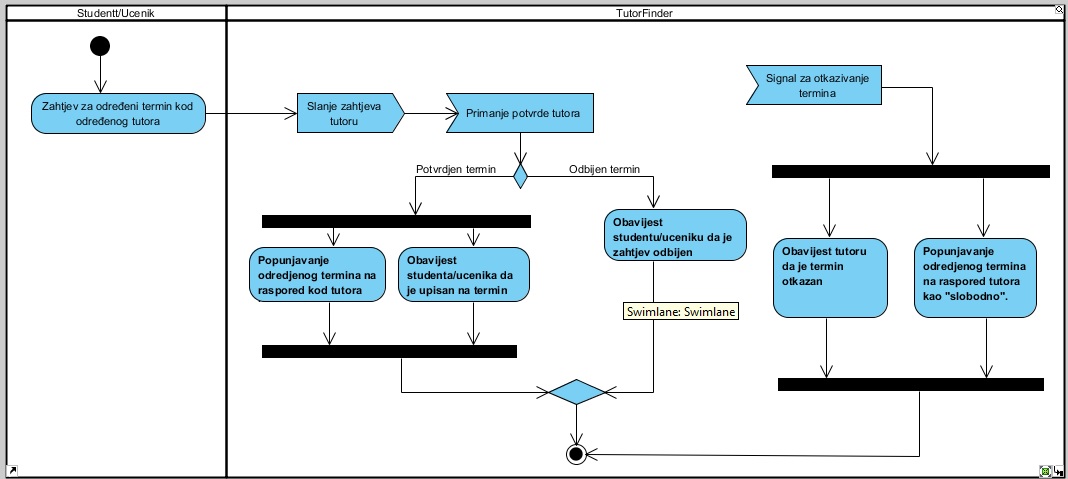 Studentt/Ucenik
TutorFinder
Zahtjev za određeni termin kod
određenog tutora
Slanje zahtjeva
tutoru
Primanje potvrde tutora
Signal za otkazivanje
termina
Potvrdjen termin
Odbijen termin
Popunjavanje
odredjenog termina na
raspored kod tutora
Obavijest
studenta/ucenika da
je upisan na termin
Obavijest
studentu/uceniku da je
zahtjev odbijen
Obavijest tutoru
da je termin
otkazan
Popunjavanje
odredjenog termina
na raspored tutora
kao "slobodno".
Swimlane: Swimlane